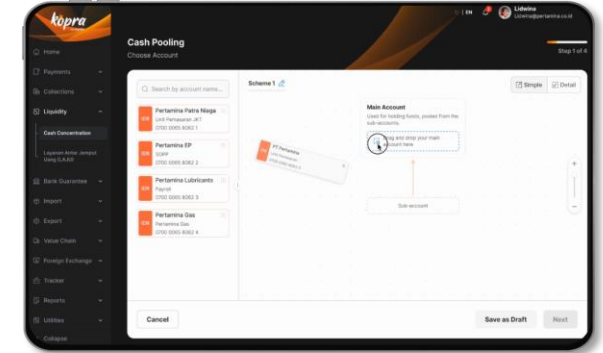 kopra
ID | EN
Lidwina
Lidwina@pertamina.co.id
Home
Payments
Collections
Liquidity
Cash Concentration
Using S.A.K.R
Bank Guarantee
Import
Export
Value Chain
Foreign Exchange
Tracker
Reports
Utilities
Collapse
Cash Pooling
Choose Account
Step 1 of 4
Search by account name...
Pertamina Patra Niaga
Unit Pemasaran JKT
0700 0065 8082 1
Pertamina EP
0700 0065 8082 2
Pertamina Lubricants
Payroll
0700 0065 8082 3
Pertamina Gas
Pertamina Gas
0700 0065 8082 4
Scheme 1
Simple
Detail
PT Pertamina
Unit Pemasaran
Main Account
Used for holding funds, pooled from the
sub-accounts.
Drag and drop your main
account here
Sub-account
Cancel
Save as Draft
Next